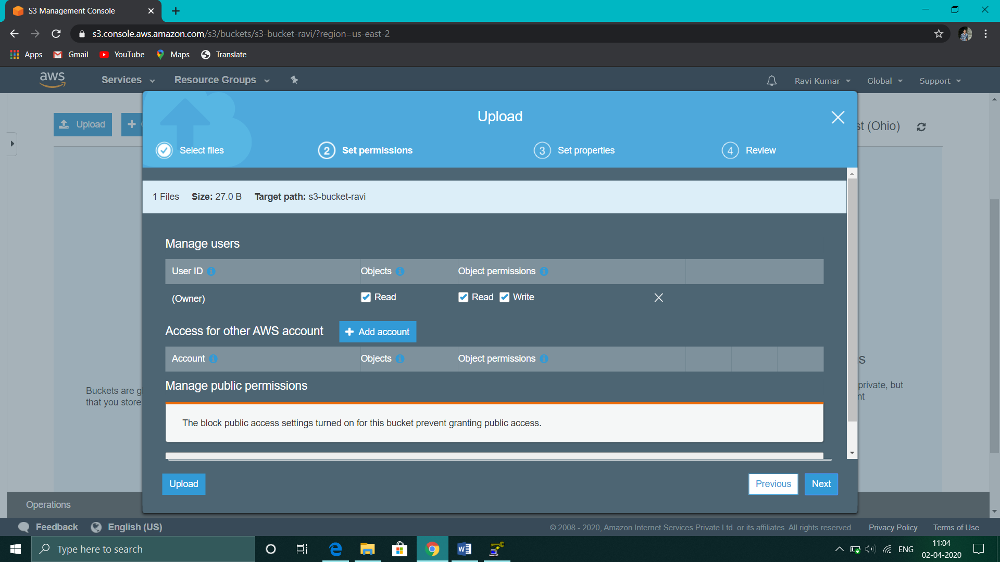 S3 Management Console
s3.console.aws.amazon.com/s3/buckets/s3-bucket-ravi/?region=us-east-2
Apps Gmail YouTube Maps Translate
aws Services Resource Groups Ravi Kumar Global Support
Upload
Upload st (Ohio)
Select files 2 Set permissions 3 Set properties 4 Review
1 Files Size: 27.0 B Target path: s3-bucket-ravi
Manage users
User ID Objects Object permissions
(Owner) Read Read Write
Access for other AWS account Add account
Account Objects Object permissions
s
Manage public permissions
Buckets are g private, but
that you store nt
The block public access settings turned on for this bucket prevent granting public access.
Upload Previous Next
Operations
Feedback English (US) © 2008 - 2020, Amazon Internet Services Private Ltd. or its affiliates. All rights reserved. Privacy Policy Terms of Use
Type here to search ENG 11:04
02-04-2020